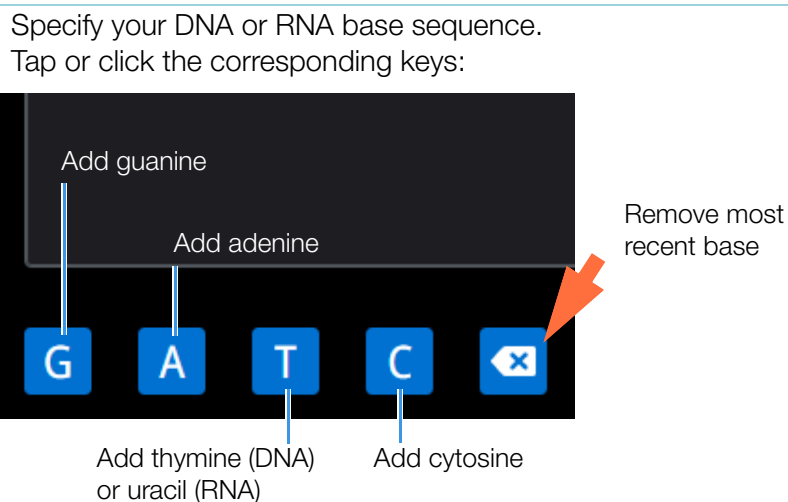 Specify your DNA or RNA base sequence.
Tap or click the corresponding keys:
Add guanine
Add adenine
Remove most
recent base
G A T C
Add thymine (DNA)
or uracil (RNA)
Add cytosine